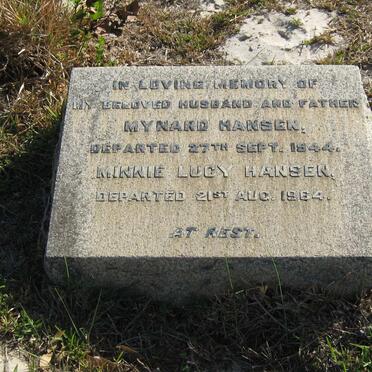 IN LOVING MEMORY OF
MY BELOVED HUSBAND AND FATHER
MYNARD HANSEN,
DEPARTED 27TH SEPT. 1944.
MINNIE LUCY HANSEN,
DEPARTED 21ST AUG. 1964.
AT REST.